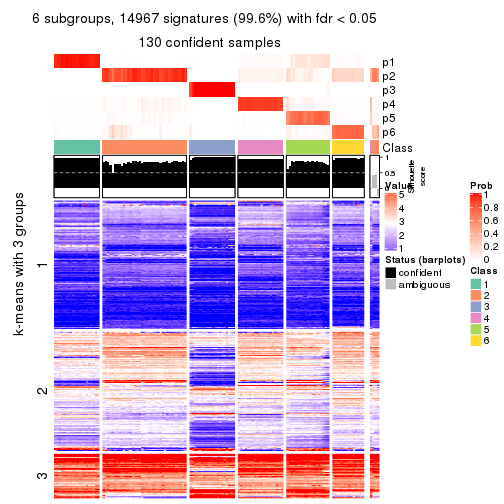 6 subgroups, 14967 signatures (99.6%) with fdr < 0.05
130 confident samples
p1
p2
p3
p4
p5
p6
Class
1
0.5
0
Silhouette
score
k-means with 3 groups
1
2
3
Value
5
4
3
2
1
Status (barplots)
confident
ambiguous
Prob
1
0.8
0.6
0.4
0.2
0
Class
1
2
3
4
5
6